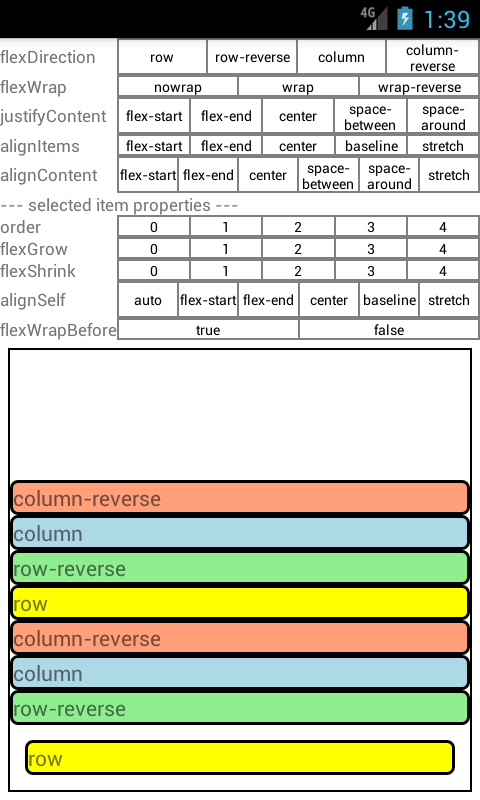 4G 1:39
flexDirection row row-reverse column column-
reverse
flexWrap nowrap wrap wrap-reverse
justifyContent flex-start flex-end center space-
between space-
around
alignItems flex-start flex-end center baseline stretch
alignContent flex-start flex-end center space-
between space-
around stretch
--- selected item properties ---
order 0 1 2 3 4
flexGrow 0 1 2 3 4
flexShrink 0 1 2 3 4
alignSelf auto flex-start flex-end center baseline stretch
flexWrapBefore true false
column-reverse
column
row-reverse
row
column-reverse
column
row-reverse
row